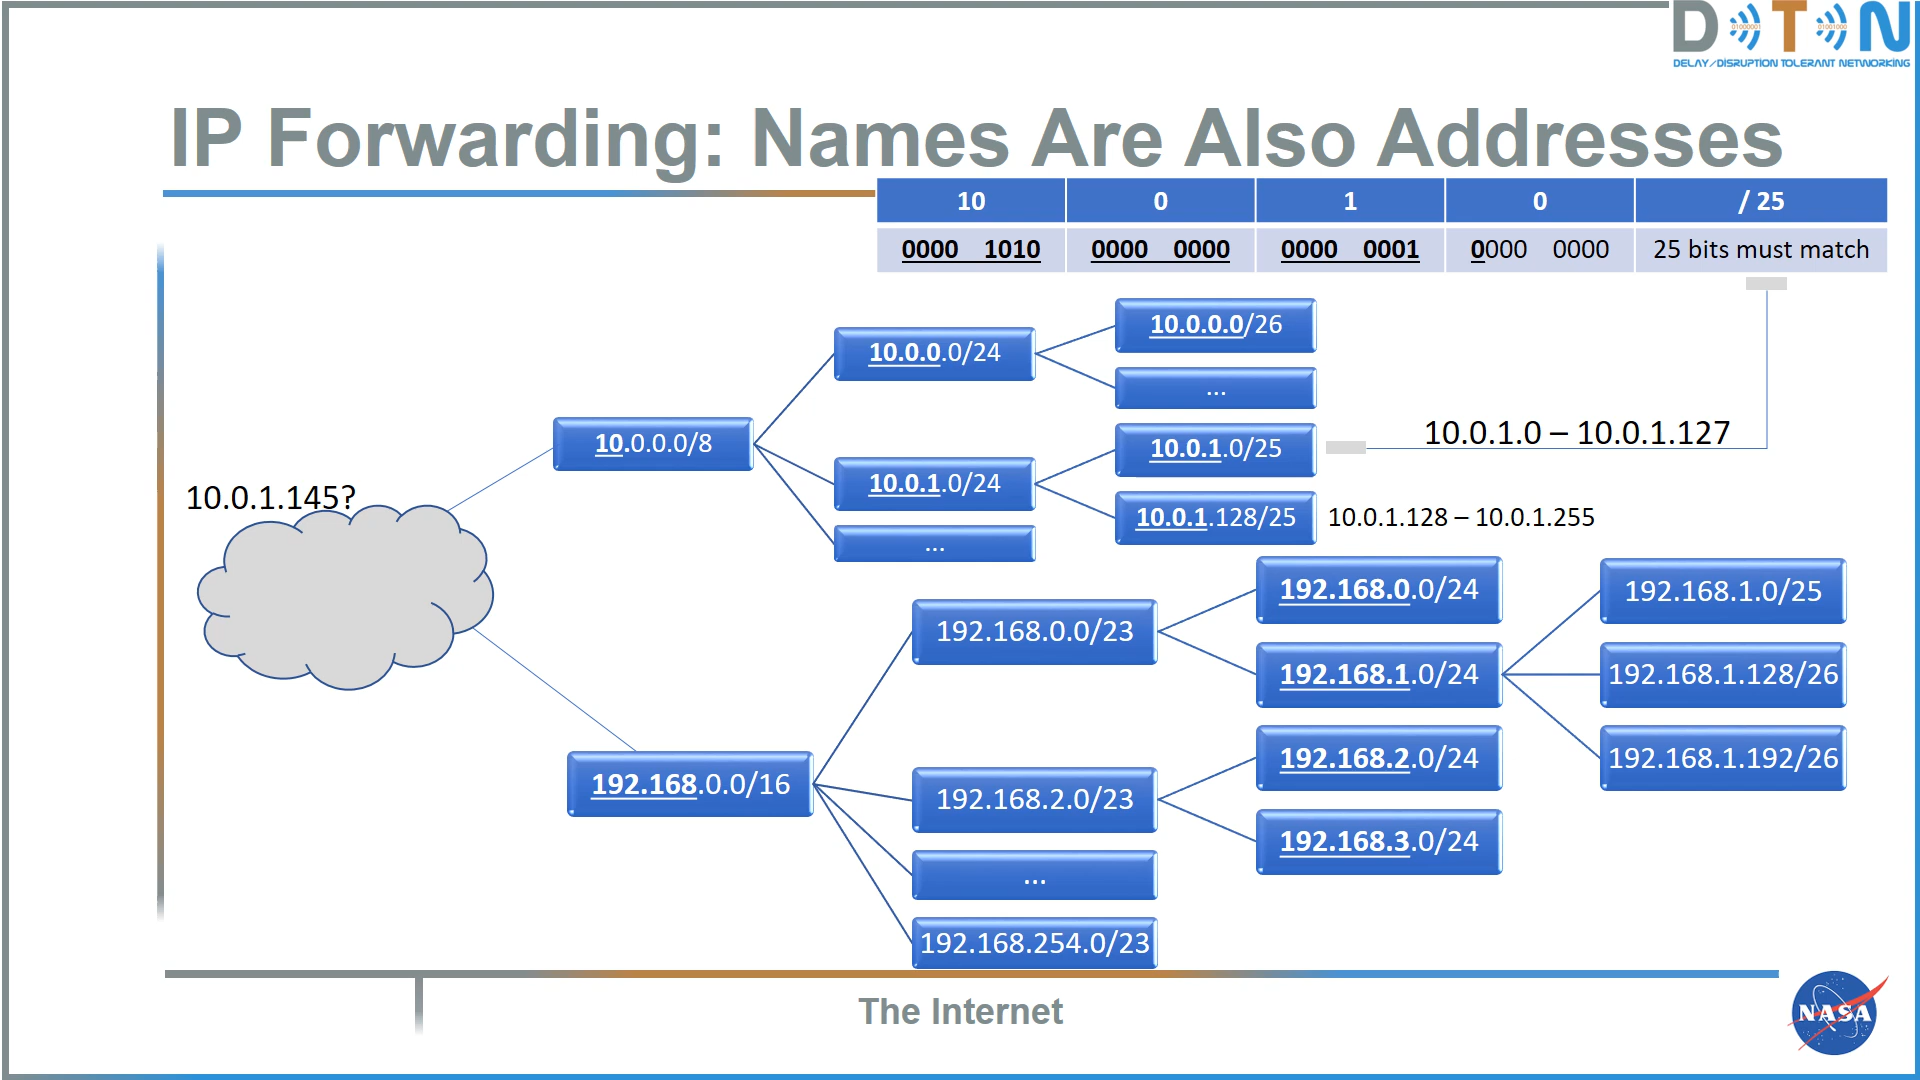 D T N
01000001 01001000
DELAY/DISRUPTION TOLERANT NETWORKING
IP Forwarding: Names Are Also Addresses
10 0 1 0 / 25
0000 1010 0000 0000 0000 0001 0000 0000 25 bits must match
10.0.0.0/8
10.0.0.0/24
10.0.1.0/24
...
10.0.0.0/26
...
10.0.1.0/25
10.0.1.128/25
10.0.1.0 – 10.0.1.127
10.0.1.128 – 10.0.1.255
10.0.1.145?
192.168.0.0/16
192.168.0.0/23
192.168.2.0/23
...
192.168.254.0/23
192.168.0.0/24
192.168.1.0/24
192.168.2.0/24
192.168.3.0/24
192.168.1.0/25
192.168.1.128/26
192.168.1.192/26
The Internet
NASA